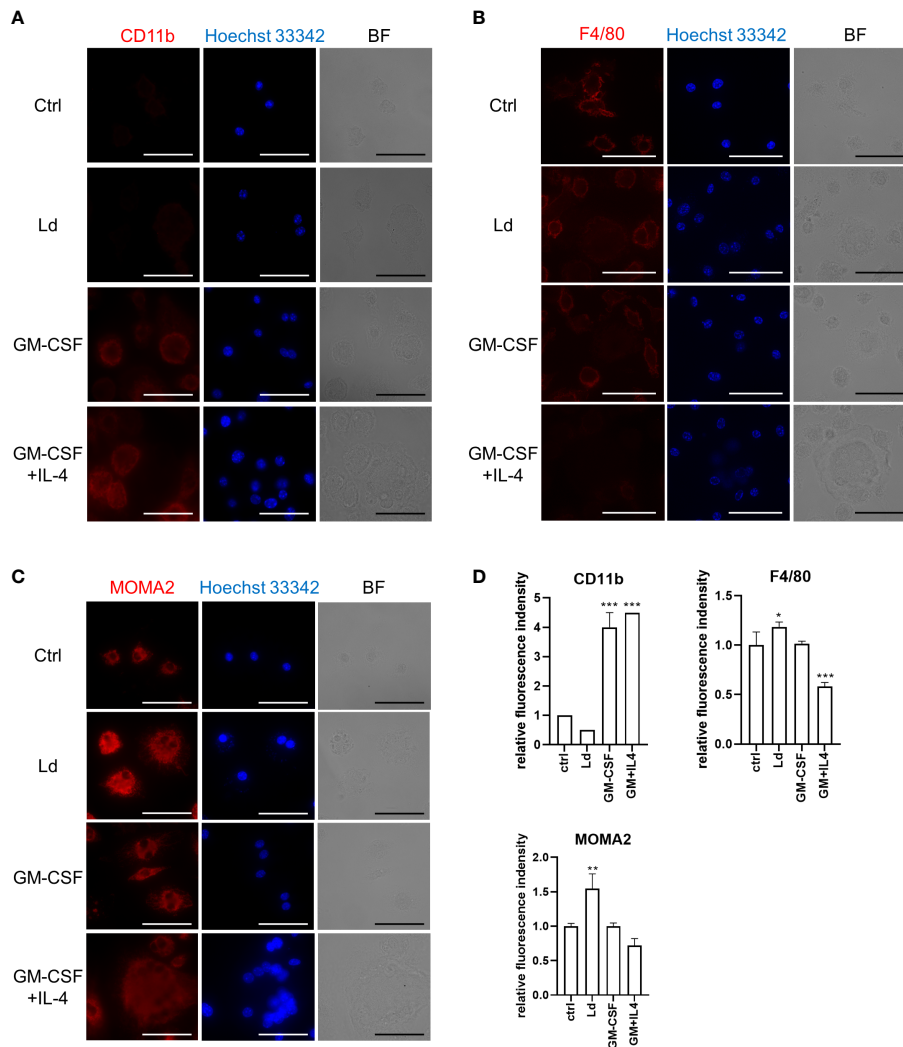 A
CD11b Hoechst 33342 BF
Ctrl
Ld
GM-CSF
GM-CSF
+IL-4
B
F4/80 Hoechst 33342 BF
Ctrl
Ld
GM-CSF
GM-CSF
+IL-4
C
MOMA2 Hoechst 33342 BF
Ctrl
Ld
GM-CSF
GM-CSF
+IL-4
D
CD11b
relative fluorescence indensity
5
4
3
2
1
0
*** ***
ctrl Ld GM-CSF GM+IL4
F4/80
relative fluorescence indensity
1.5
1.0
0.5
0.0
* ***
ctrl Ld GM-CSF GM+IL4
MOMA2
relative fluorescence indensity
2.0
1.5
1.0
0.5
0.0
**
ctrl Ld GM-CSF GM+IL4